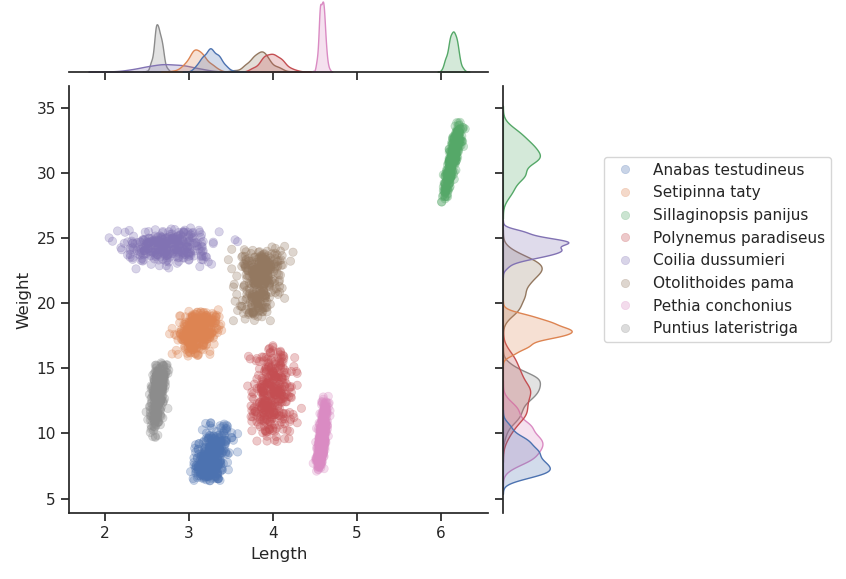 35
30
25
20
15
10
5
Weight
2 3 4 5 6
Length
Anabas testudineus
Setipinna taty
Sillaginopsis panijus
Polynemus paradiseus
Coilia dussumieri
Otolithoides pama
Pethia conchonius
Puntius lateristriga